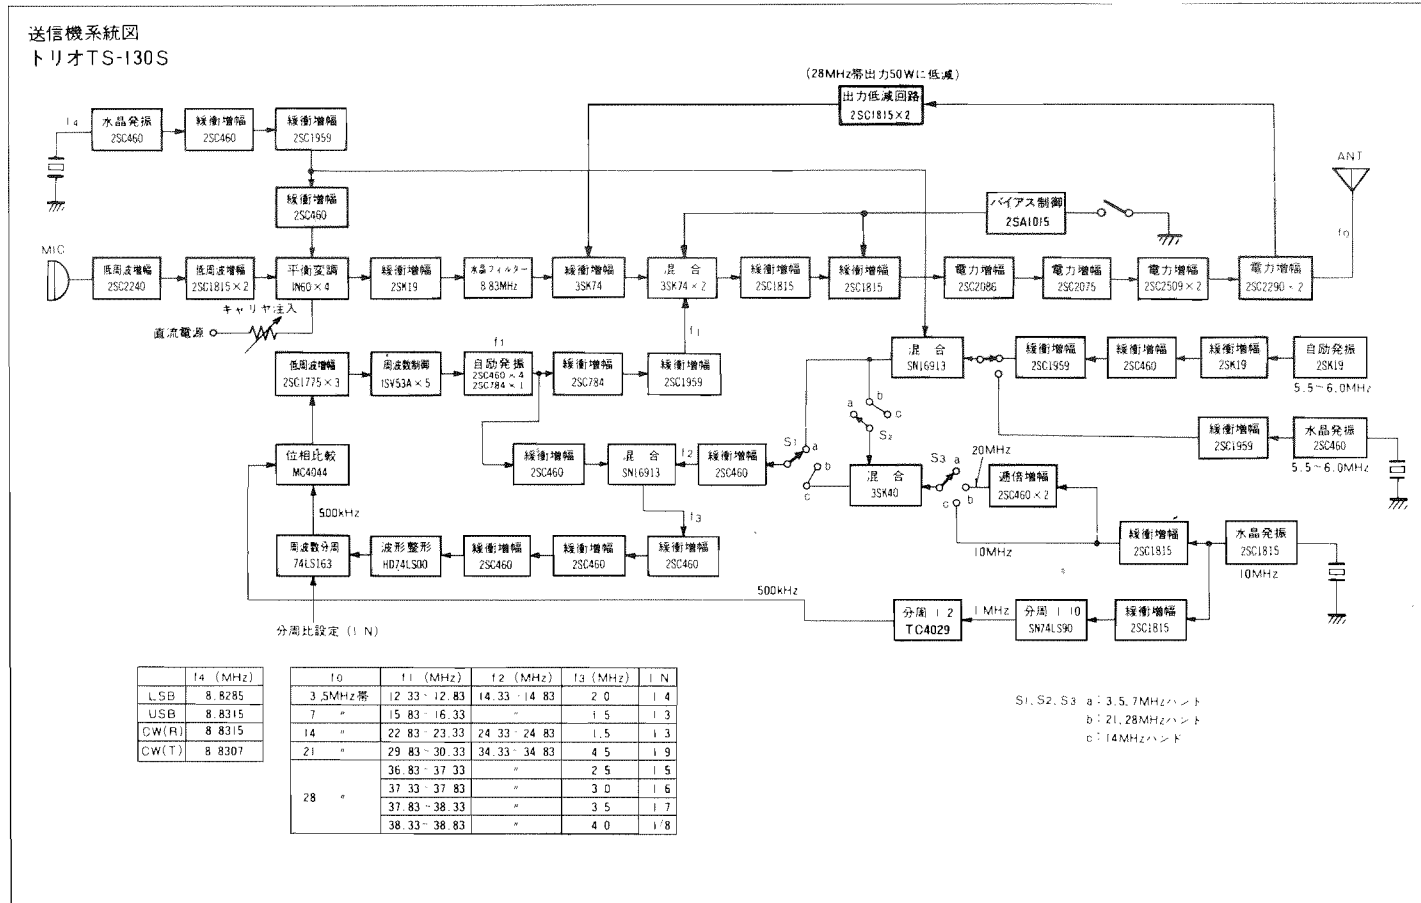 送信機系統図
トリオTS-130S
(28MHz帯出力50Wに低減)
出力低減回路
2SC1815×2
f4
水晶発振
2SC460
緩衝増幅
2SC460
緩衝増幅
2SC1959
ANT
緩衝増幅
2SC460
バイアス制御
2SA1015
f0
MIC
低周波増幅
2SC2240
低周波増幅
2SC1815×2
平衡変調
IN60×4
緩衝増幅
2SK19
水晶フィルター
8.83MHz
緩衝増幅
3SK74
混合
3SK74×2
緩衝増幅
2SC1815
緩衝増幅
2SC1815
電力増幅
2SC2086
電力増幅
2SC2075
電力増幅
2SC2509×2
電力増幅
2SC2290×2
キャリヤ注入
直流電源
f1
f1
低周波増幅
2SC1775×3
周波数制御
ISV53A×5
自励発振
2SC460×4
2SC784×1
緩衝増幅
2SC784
緩衝増幅
2SC1959
混合
SN16913
緩衝増幅
2SC1959
緩衝増幅
2SC460
緩衝増幅
2SK19
自励発振
2SK19
5.5~6.0MHz
a
b
c
S2
緩衝増幅
2SC1959
水晶発振
2SC460
5.5~6.0MHz
位相比較
MC4044
緩衝増幅
2SC460
混合
SN16913
f2
緩衝増幅
2SC460
S1
a
b
c
混合
3SK40
S3
a
b
c
20MHz
逓倍増幅
2SC460×2
500kHz
f3
10MHz
周波数分周
74LS163
波形整形
HD74LS00
緩衝増幅
2SC460
緩衝増幅
2SC460
緩衝増幅
2SC460
緩衝増幅
2SC1815
水晶発振
2SC1815
10MHz
500kHz
分周 1 2
TC4029
1MHz
分周 1 10
SN74LS90
緩衝増幅
2SC1815
分周比設定 (1 N)
f4 (MHz)
LSB 8.8285
USB 8.8315
CW(R) 8 8315
CW(T) 8 8307
f0 f1 (MHz) f2 (MHz) f3 (MHz) 1 N
3.5MHz帯 12 33~12.83 14.33~14 83 2 0 1 4
7 〃 15 83~16.33 〃 1 5 1 3
14 〃 22 83~23.33 24 33~24 83 1.5 1 3
21 〃 29 83~30.33 34.33~34 83 4 5 1 9
28 〃 36.83~37 33 〃 2 5 1 5
37 33~37 83 〃 3 0 1 6
37.83~38.33 〃 3 5 1 7
38.33~38.83 〃 4 0 1/8
S1, S2, S3 a:3.5, 7MHzバンド
b:21, 28MHzバンド
c:14MHzバンド